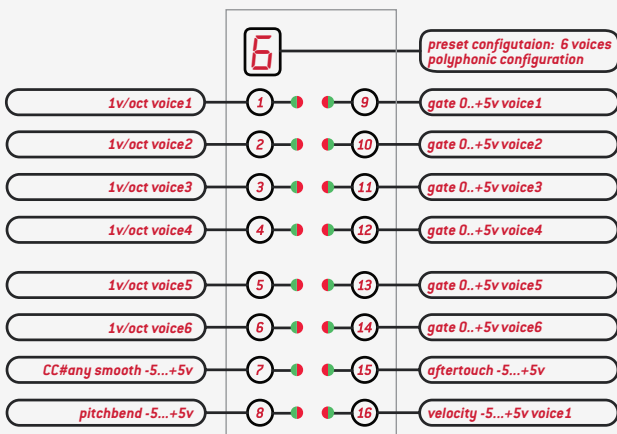 6
preset configutaion: 6 voices
polyphonic configuration
1v/oct voice1 1 9 gate 0..+5v voice1
1v/oct voice2 2 10 gate 0..+5v voice2
1v/oct voice3 3 11 gate 0..+5v voice3
1v/oct voice4 4 12 gate 0..+5v voice4
1v/oct voice5 5 13 gate 0..+5v voice5
1v/oct voice6 6 14 gate 0..+5v voice6
CC#any smooth -5...+5v 7 15 aftertouch -5...+5v
pitchbend -5...+5v 8 16 velocity -5...+5v voice1